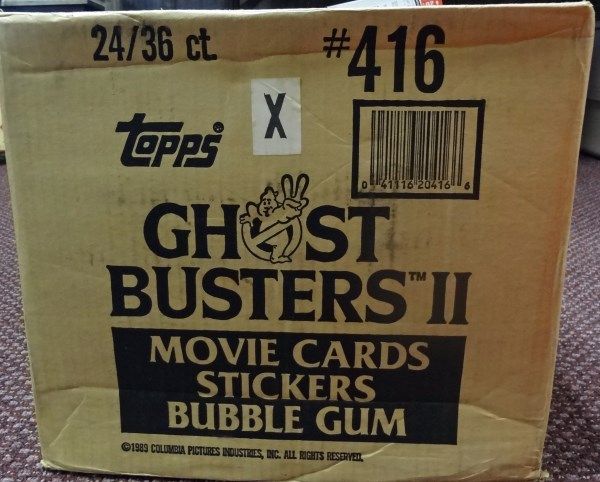 24/36 ct.
#416
Topps
X
0 41116 20416 6
GHOST
BUSTERS™ II
MOVIE CARDS
STICKERS
BUBBLE GUM
©1989 COLUMBIA PICTURES INDUSTRIES, INC. ALL RIGHTS RESERVED.